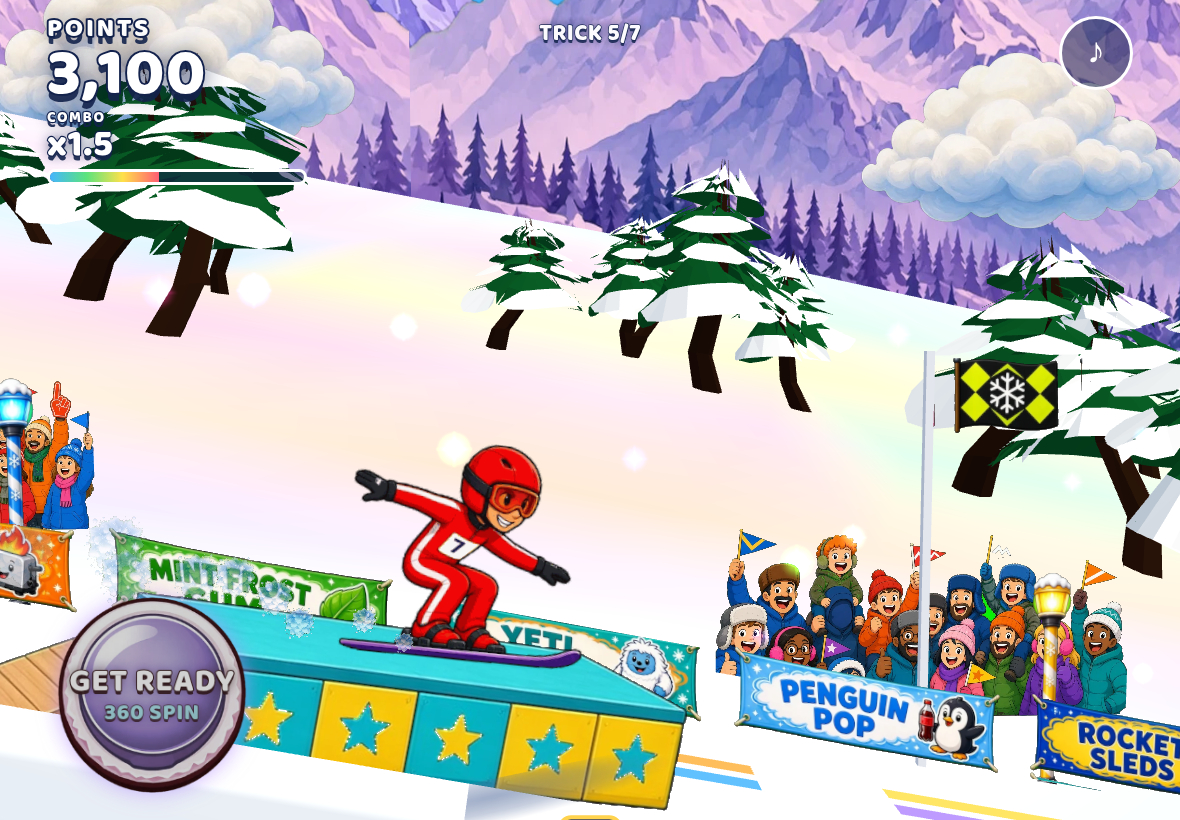 POINTS
3,100
COMBO
x1.5
TRICK 5/7
♪
7
MINT FROST
GUM
YETI
GET READY
360 SPIN
PENGUIN
POP
ROCKET
SLEDS